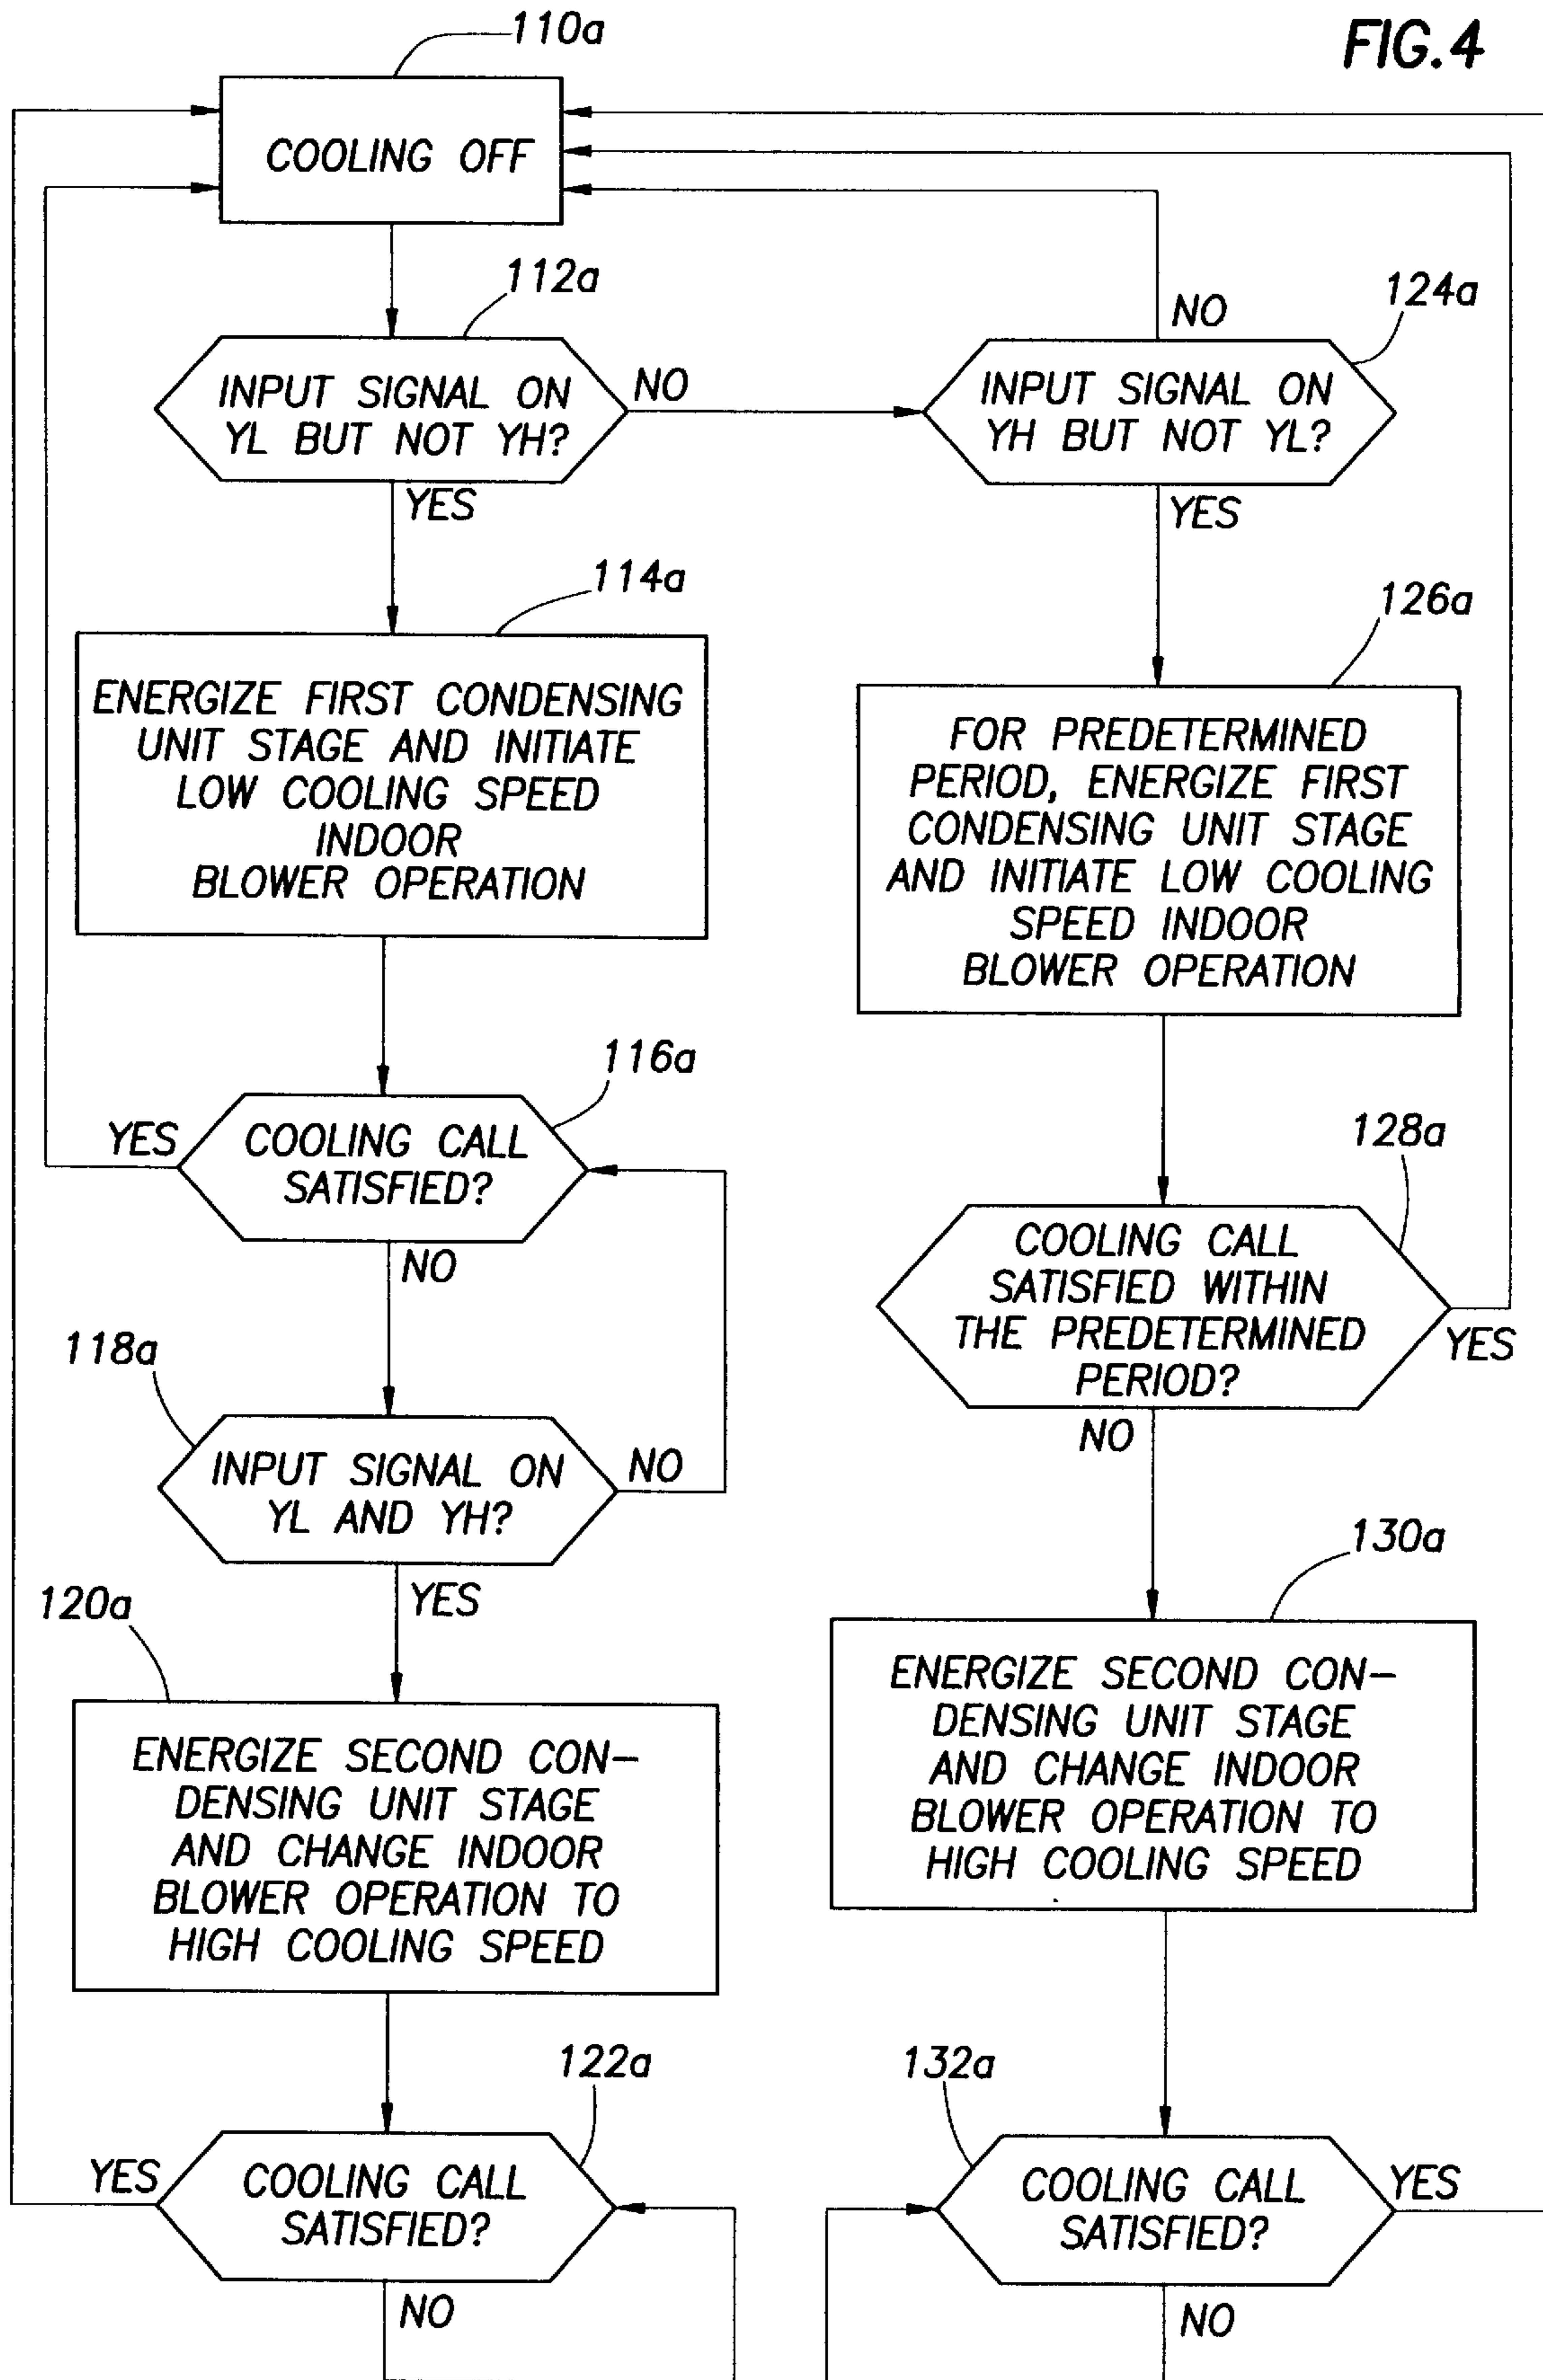 FIG.4
110a
COOLING OFF
112a
INPUT SIGNAL ON
YL BUT NOT YH?
NO
YES
124a
INPUT SIGNAL ON
YH BUT NOT YL?
NO
YES
114a
ENERGIZE FIRST CONDENSING
UNIT STAGE AND INITIATE
LOW COOLING SPEED
INDOOR
BLOWER OPERATION
126a
FOR PREDETERMINED
PERIOD, ENERGIZE FIRST
CONDENSING UNIT STAGE
AND INITIATE LOW COOLING
SPEED INDOOR
BLOWER OPERATION
116a
COOLING CALL
SATISFIED?
YES
NO
128a
COOLING CALL
SATISFIED WITHIN
THE PREDETERMINED
PERIOD?
YES
NO
118a
INPUT SIGNAL ON
YL AND YH?
NO
YES
120a
ENERGIZE SECOND CON-
DENSING UNIT STAGE
AND CHANGE INDOOR
BLOWER OPERATION TO
HIGH COOLING SPEED
130a
ENERGIZE SECOND CON-
DENSING UNIT STAGE
AND CHANGE INDOOR
BLOWER OPERATION TO
HIGH COOLING SPEED
122a
COOLING CALL
SATISFIED?
YES
NO
132a
COOLING CALL
SATISFIED?
YES
NO